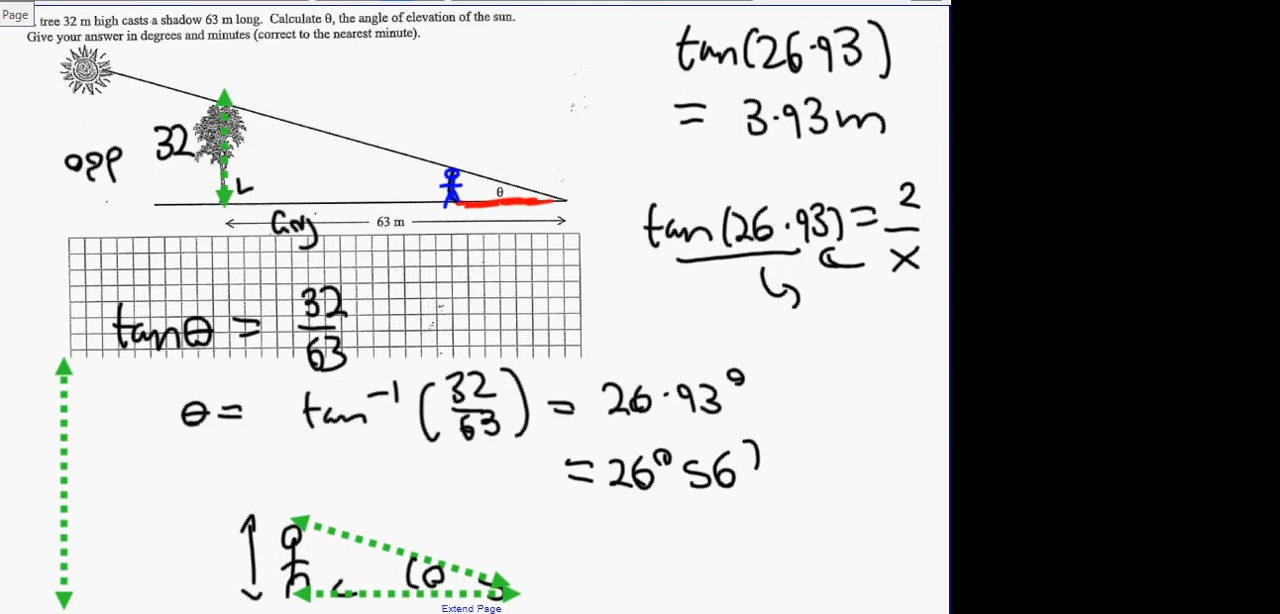 Page
tree 32 m high casts a shadow 63 m long. Calculate θ, the angle of elevation of the sun.
Give your answer in degrees and minutes (correct to the nearest minute).
opp 32
θ
adj
63 m
tanθ = 32/63
θ = tan⁻¹ (32/63) = 26.93°
= 26° 56'
θ
Extend Page
tan(26.93)
= 3.93m
tan(26.93) = 2/x